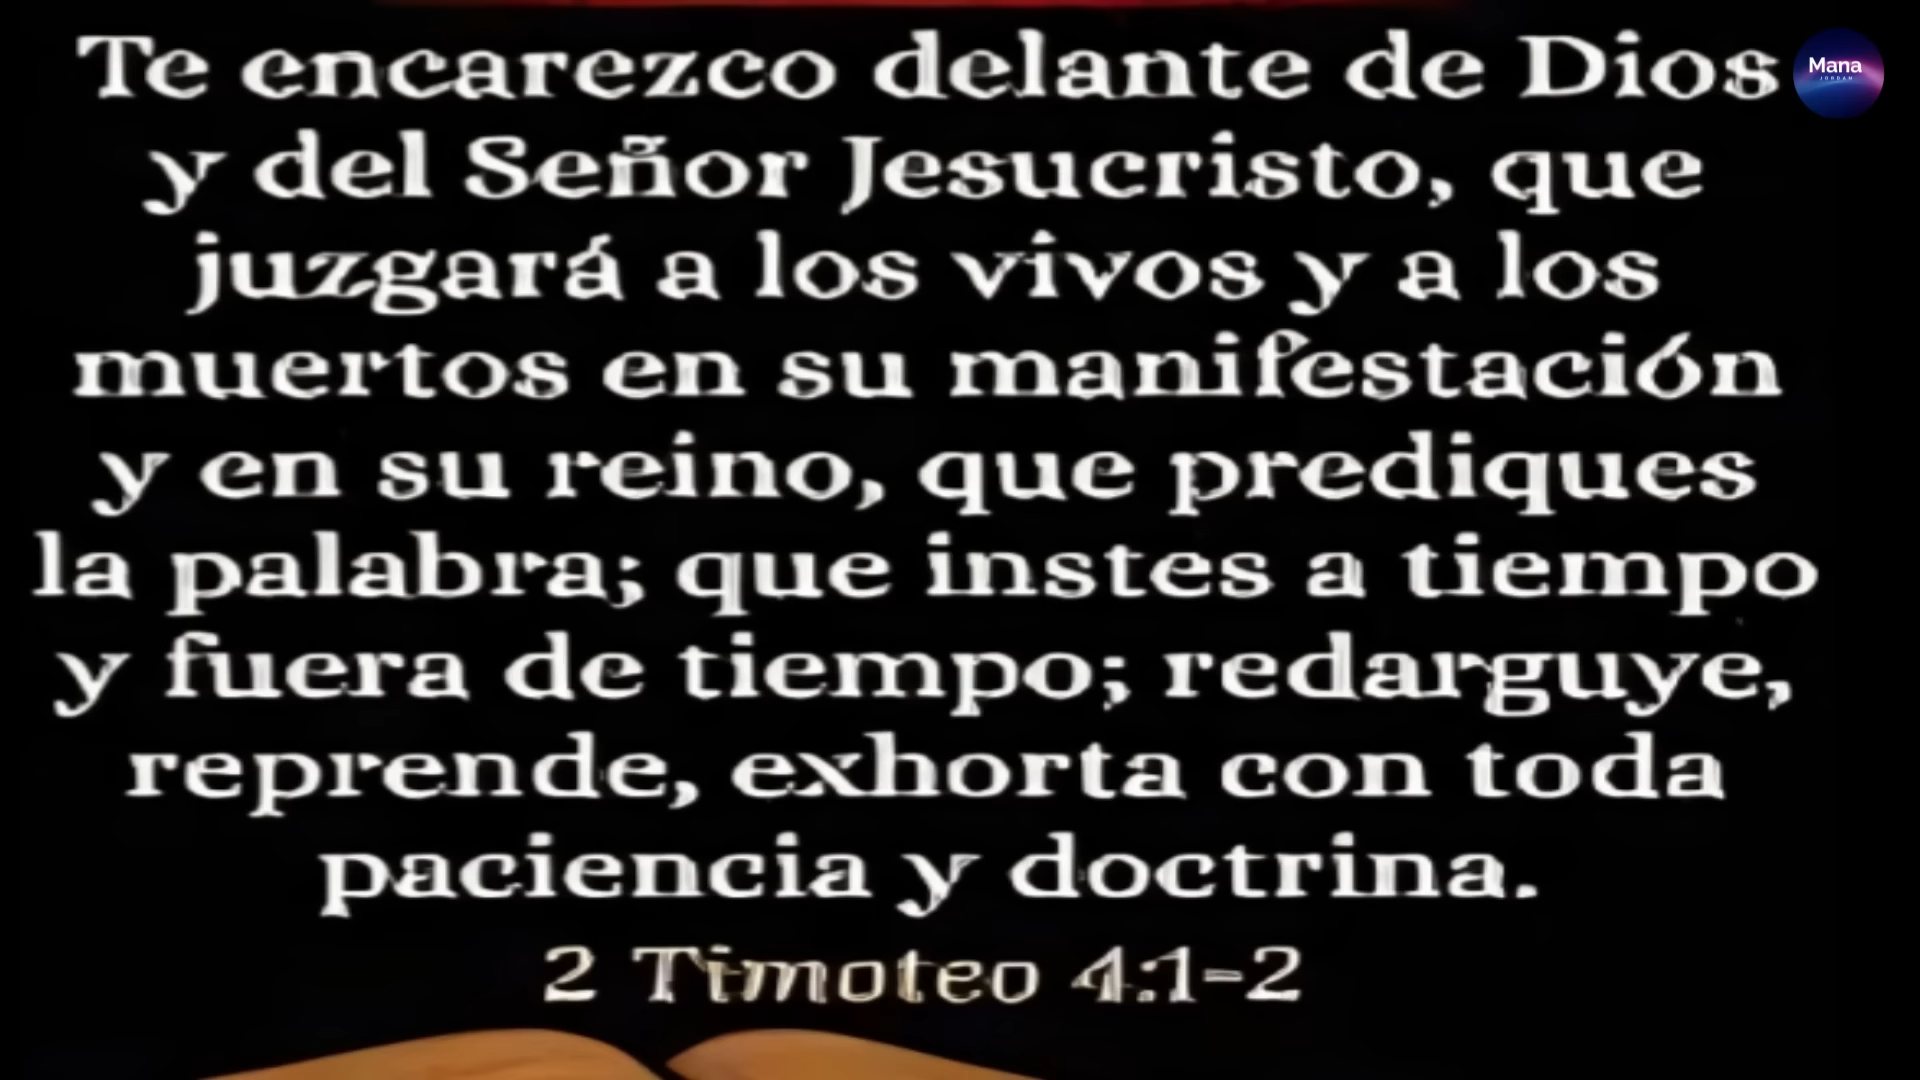 Te encarezco delante de Dios
y del Señor Jesucristo, que
juzgará a los vivos y a los
muertos en su manifestación
y en su reino, que prediques
la palabra; que instes a tiempo
y fuera de tiempo; redarguye,
reprende, exhorta con toda
paciencia y doctrina.
2 Timoteo 4:1-2
Mana
JORDAN